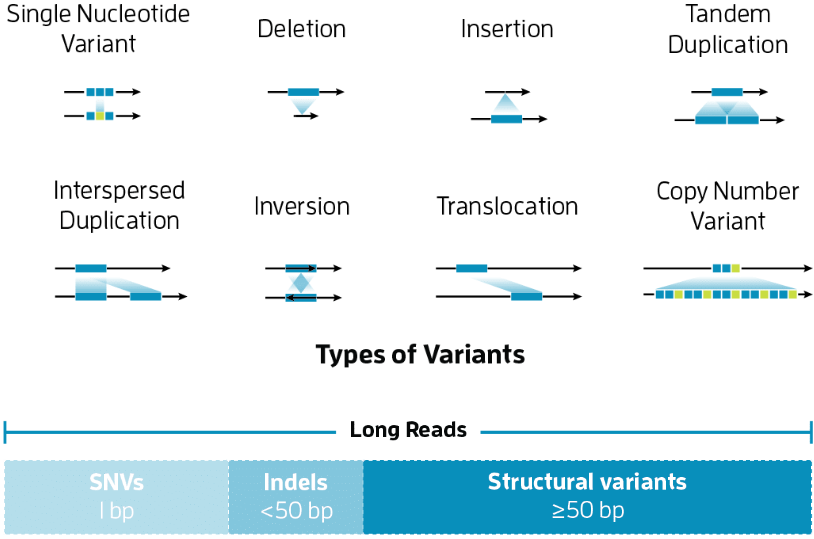 Single Nucleotide
Variant
Deletion
Insertion
Tandem
Duplication
Interspersed
Duplication
Inversion
Translocation
Copy Number
Variant
Types of Variants
Long Reads
SNVs
1 bp
Indels
<50 bp
Structural variants
≥50 bp